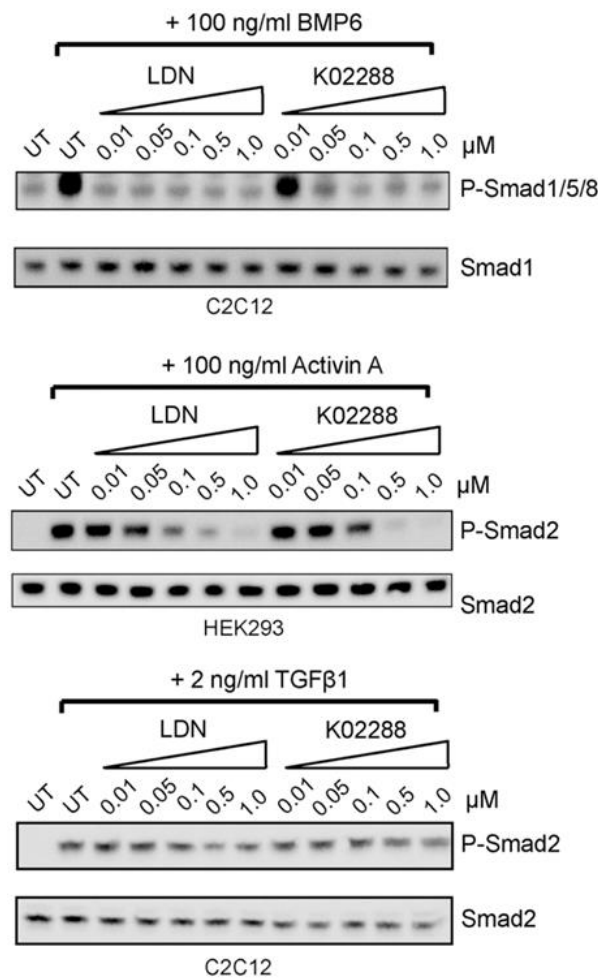 + 100 ng/ml BMP6
LDN K02288
UT UT 0.01 0.05 0.1 0.5 1.0 0.01 0.05 0.1 0.5 1.0 µM
P-Smad1/5/8
Smad1
C2C12
+ 100 ng/ml Activin A
LDN K02288
UT UT 0.01 0.05 0.1 0.5 1.0 0.01 0.05 0.1 0.5 1.0 µM
P-Smad2
Smad2
HEK293
+ 2 ng/ml TGFβ1
LDN K02288
UT UT 0.01 0.05 0.1 0.5 1.0 0.01 0.05 0.1 0.5 1.0 µM
P-Smad2
Smad2
C2C12